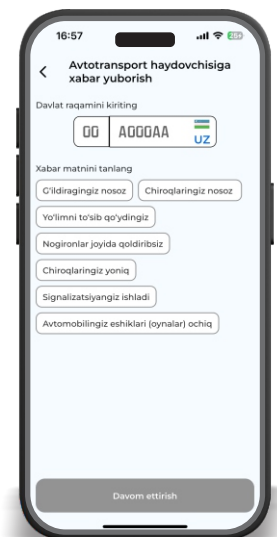 16:57
Avtotransport haydovchisiga
xabar yuborish
Davlat raqamini kiriting
00 A000AA UZ
Xabar matnini tanlang
G'ildiragingiz nosoz Chiroqlaringiz nosoz
Yo'limni to'sib qo'ydingiz
Nogironlar joyida qoldiribsiz
Chiroqlaringiz yoniq
Signalizatsiyangiz ishladi
Avtomobilingiz eshiklari (oynalar) ochiq
Davom ettirish